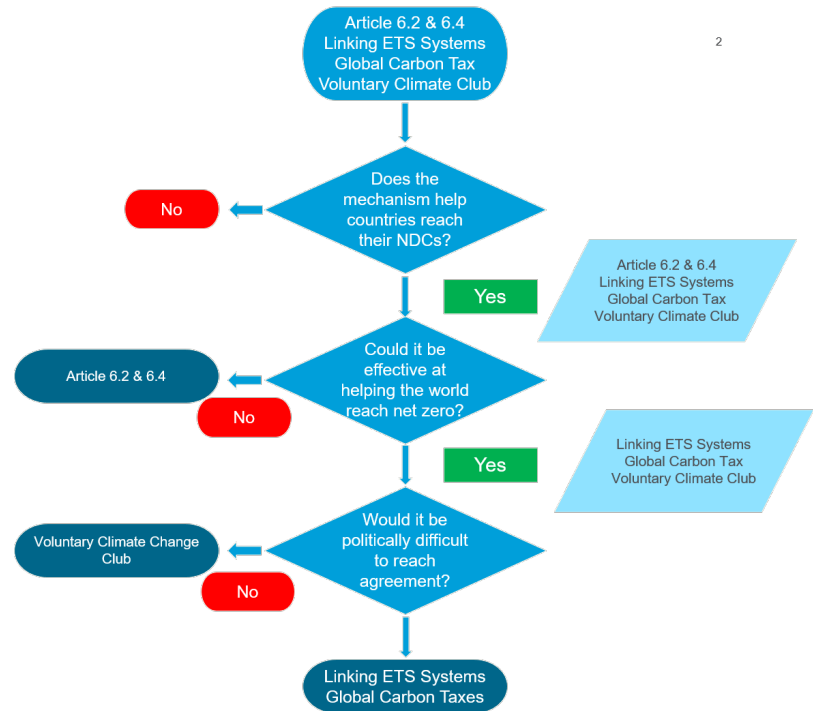 Article 6.2 & 6.4
Linking ETS Systems
Global Carbon Tax
Voluntary Climate Club
2
Does the
mechanism help
countries reach
their NDCs?
No
Yes
Article 6.2 & 6.4
Linking ETS Systems
Global Carbon Tax
Voluntary Climate Club
Could it be
effective at
helping the world
reach net zero?
Article 6.2 & 6.4
No
Yes
Linking ETS Systems
Global Carbon Tax
Voluntary Climate Club
Would it be
politically difficult
to reach
agreement?
Voluntary Climate Change
Club
No
Linking ETS Systems
Global Carbon Taxes